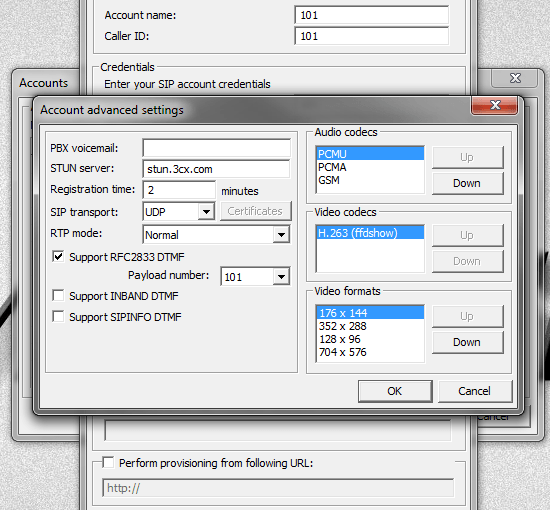 Account name: 101
Caller ID: 101
Credentials
Enter your SIP account credentials
Accounts
Account advanced settings
PBX voicemail:
STUN server: stun.3cx.com
Registration time: 2 minutes
SIP transport: UDP Certificates
RTP mode: Normal
Support RFC2833 DTMF
Payload number: 101
Support INBAND DTMF
Support SIPINFO DTMF
Audio codecs
PCMU
PCMA
GSM
Up
Down
Video codecs
H.263 (ffdshow)
Up
Down
Video formats
176 x 144
352 x 288
128 x 96
704 x 576
Up
Down
OK Cancel
Cancel
Perform provisioning from following URL:
http://